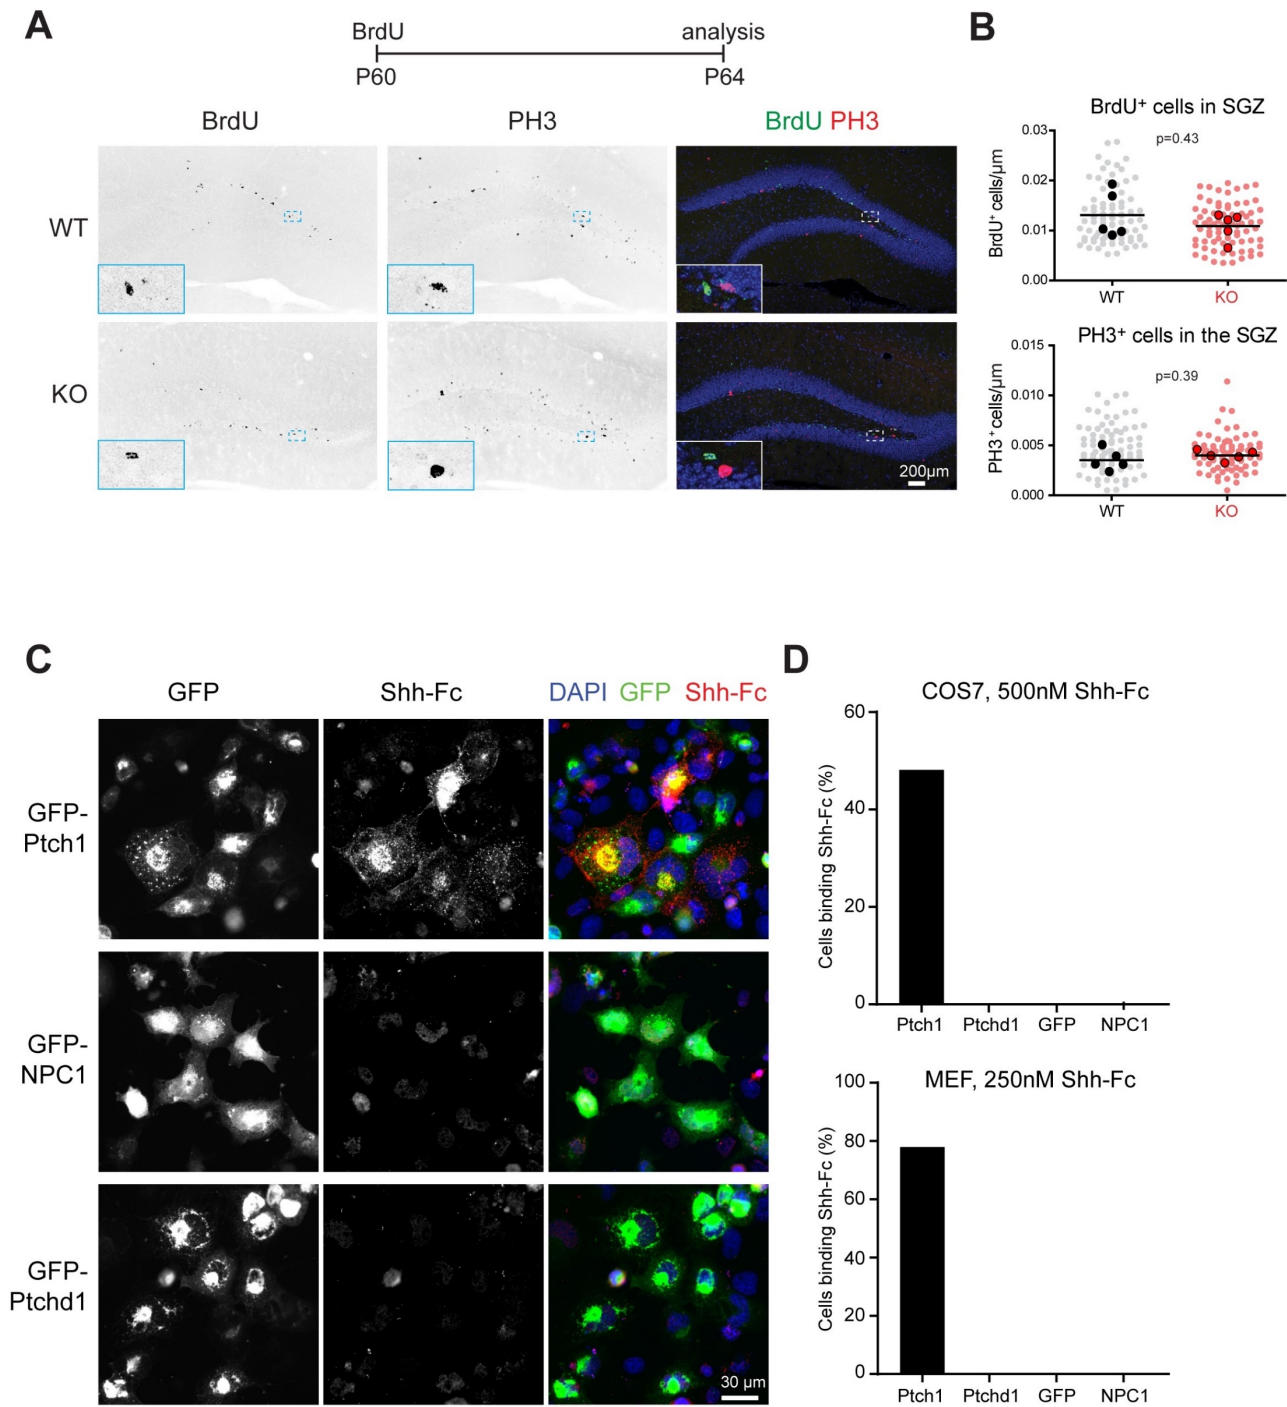 A
BrdU analysis
P60 P64
BrdU PH3 BrdU PH3
WT
KO
200µm
B
BrdU⁺ cells in SGZ
p=0.43
BrdU⁺ cells/µm
0.03
0.02
0.01
0.00
WT KO
PH3⁺ cells in the SGZ
p=0.39
PH3⁺ cells/µm
0.015
0.010
0.005
0.000
WT KO
C
GFP Shh-Fc DAPI GFP Shh-Fc
GFP-
Ptch1
GFP-
NPC1
GFP-
Ptchd1
30 µm
D
COS7, 500nM Shh-Fc
Cells binding Shh-Fc (%)
60
40
20
0
Ptch1 Ptchd1 GFP NPC1
MEF, 250nM Shh-Fc
Cells binding Shh-Fc (%)
100
80
60
40
20
0
Ptch1 Ptchd1 GFP NPC1